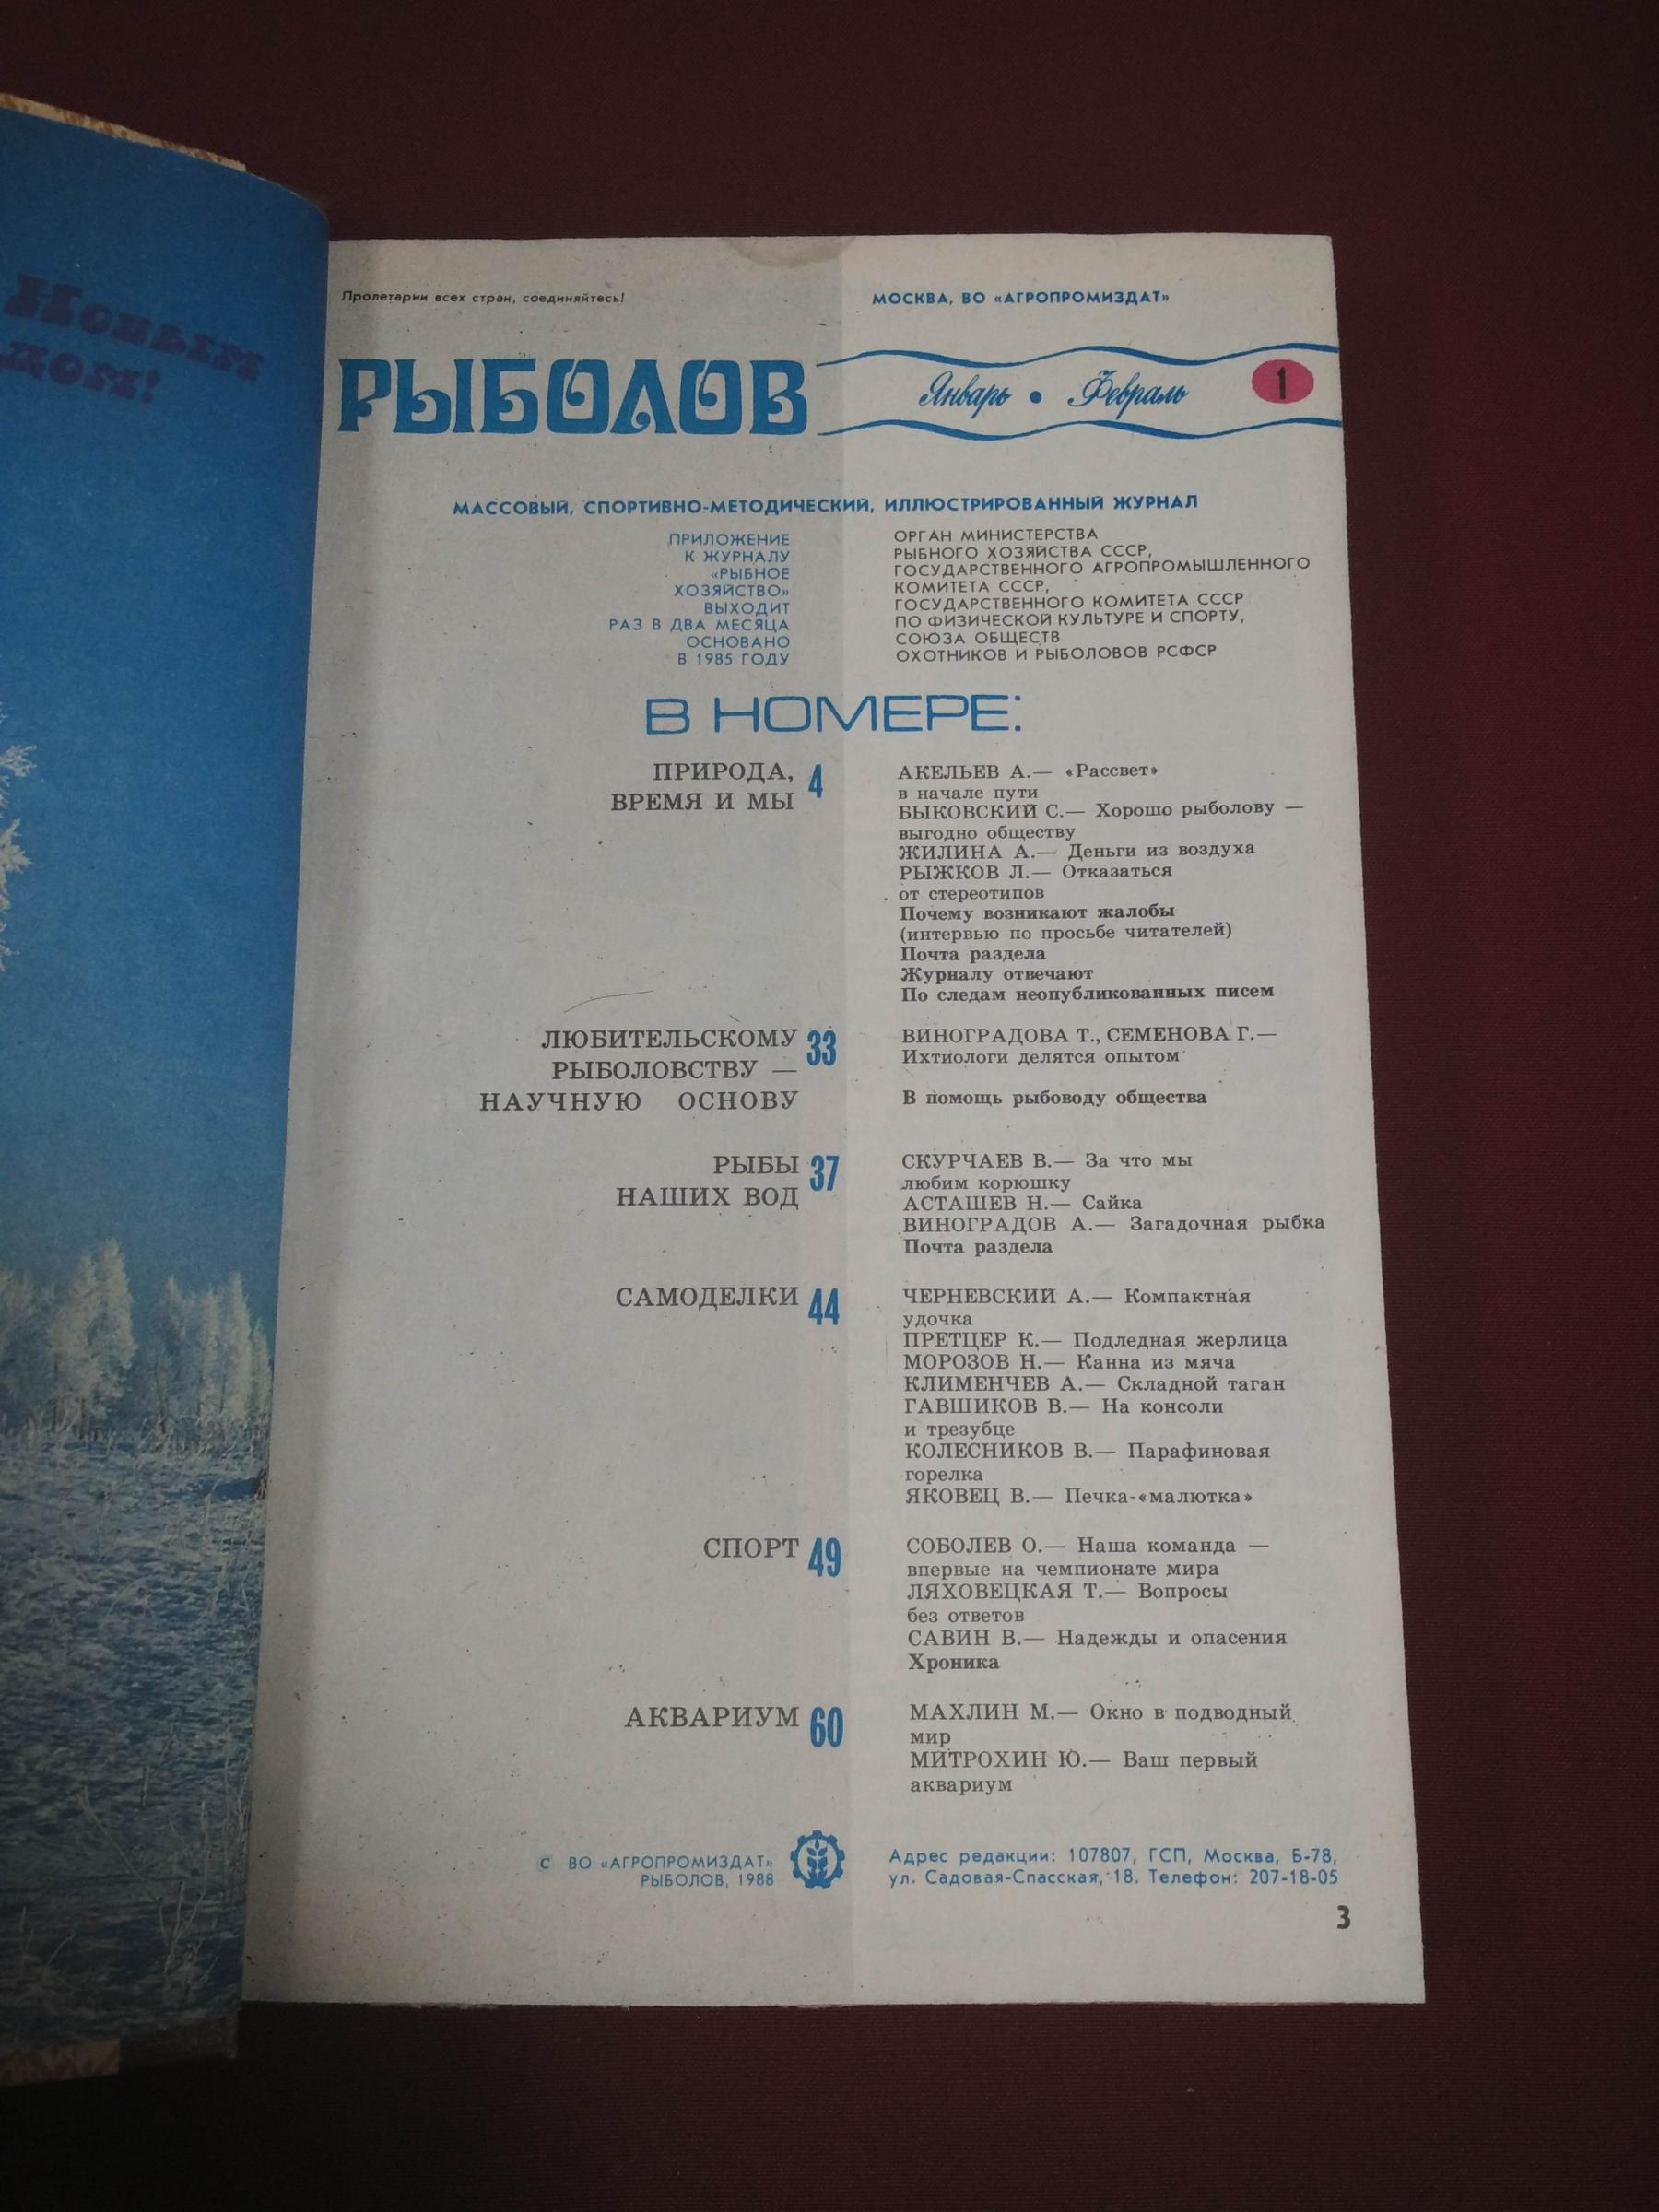 Новым
Пролетарии всех стран, соединяйтесь!
МОСКВА, ВО «АГРОПРОМИЗДАТ»
РЫБОЛОВ
Январь • Февраль
1
МАССОВЫЙ, СПОРТИВНО-МЕТОДИЧЕСКИЙ, ИЛЛЮСТРИРОВАННЫЙ ЖУРНАЛ
ПРИЛОЖЕНИЕ
К ЖУРНАЛУ
«РЫБНОЕ
ХОЗЯЙСТВО»
ВЫХОДИТ
РАЗ В ДВА МЕСЯЦА
ОСНОВАНО
В 1985 ГОДУ
ОРГАН МИНИСТЕРСТВА
РЫБНОГО ХОЗЯЙСТВА СССР,
ГОСУДАРСТВЕННОГО АГРОПРОМЫШЛЕННОГО
КОМИТЕТА СССР,
ГОСУДАРСТВЕННОГО КОМИТЕТА СССР
ПО ФИЗИЧЕСКОЙ КУЛЬТУРЕ И СПОРТУ,
СОЮЗА ОБЩЕСТВ
ОХОТНИКОВ И РЫБОЛОВОВ РСФСР
В НОМЕРЕ:
ПРИРОДА,
ВРЕМЯ И МЫ
4
АКЕЛЬЕВ А.— «Рассвет»
в начале пути
БЫКОВСКИЙ С.— Хорошо рыболову —
выгодно обществу
ЖИЛИНА А.— Деньги из воздуха
РЫЖКОВ Л.— Отказаться
от стереотипов
Почему возникают жалобы
(интервью по просьбе читателей)
Почта раздела
Журналу отвечают
По следам неопубликованных писем
ЛЮБИТЕЛЬСКОМУ
РЫБОЛОВСТВУ —
НАУЧНУЮ ОСНОВУ
33
ВИНОГРАДОВА Т., СЕМЕНОВА Г.—
Ихтиологи делятся опытом
В помощь рыбоводу общества
РЫБЫ
НАШИХ ВОД
37
СКУРЧАЕВ В.— За что мы
любим корюшку
АСТАШЕВ Н.— Сайка
ВИНОГРАДОВ А.— Загадочная рыбка
Почта раздела
САМОДЕЛКИ
44
ЧЕРНЕВСКИЙ А.— Компактная
удочка
ПРЕТЦЕР К.— Подледная жерлица
МОРОЗОВ Н.— Канна из мяча
КЛИМЕНЧЕВ А.— Складной таган
ГАВШИКОВ В.— На консоли
и трезубце
КОЛЕСНИКОВ В.— Парафиновая
горелка
ЯКОВЕЦ В.— Печка-«малютка»
СПОРТ
49
СОБОЛЕВ О.— Наша команда —
впервые на чемпионате мира
ЛЯХОВЕЦКАЯ Т.— Вопросы
без ответов
САВИН В.— Надежды и опасения
Хроника
АКВАРИУМ
60
МАХЛИН М.— Окно в подводный
мир
МИТРОХИН Ю.— Ваш первый
аквариум
С ВО «АГРОПРОМИЗДАТ»
РЫБОЛОВ, 1988
Адрес редакции: 107807, ГСП, Москва, Б-78,
ул. Садовая-Спасская, 18. Телефон: 207-18-05
3